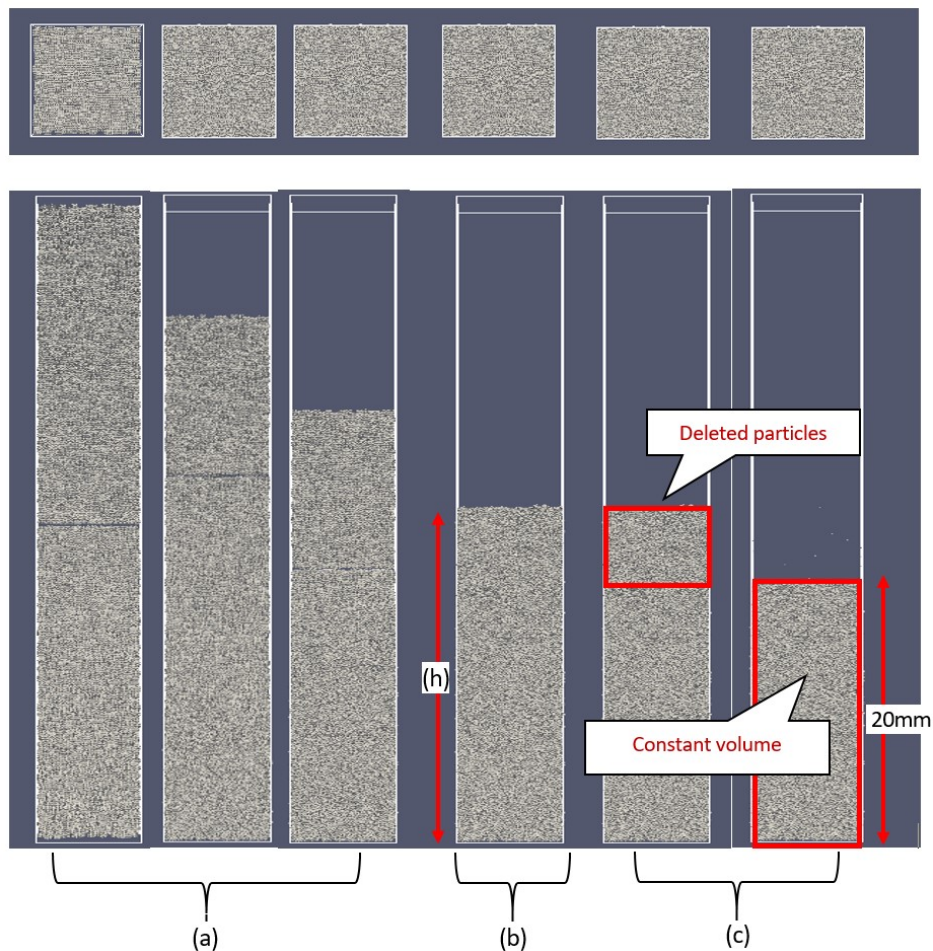 Deleted particles
(h)
20mm
Constant volume
(a)
(b)
(c)